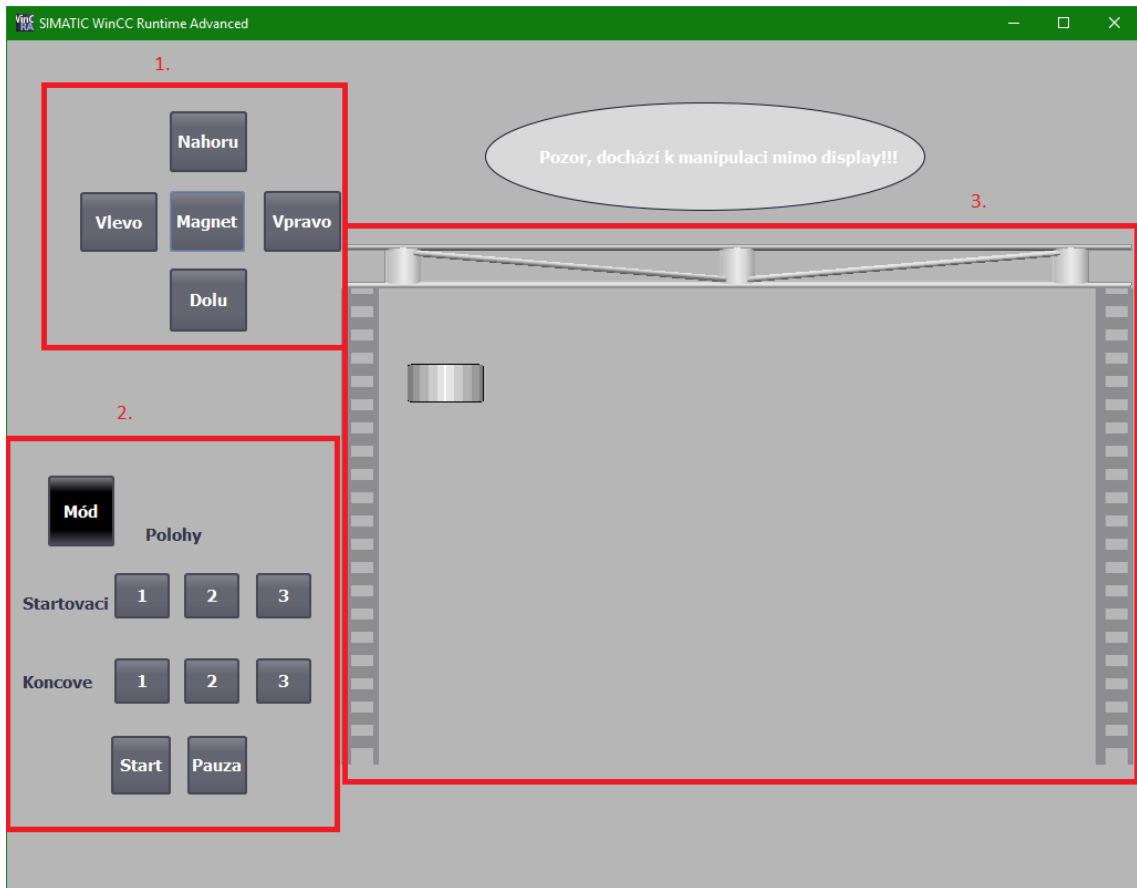 SIMATIC WinCC Runtime Advanced
1.
Nahoru
Vlevo
Magnet
Vpravo
Dolu
Pozor, dochází k manipulaci mimo display!!!
3.
2.
Mód
Polohy
Startovaci 1 2 3
Koncove 1 2 3
Start Pauza